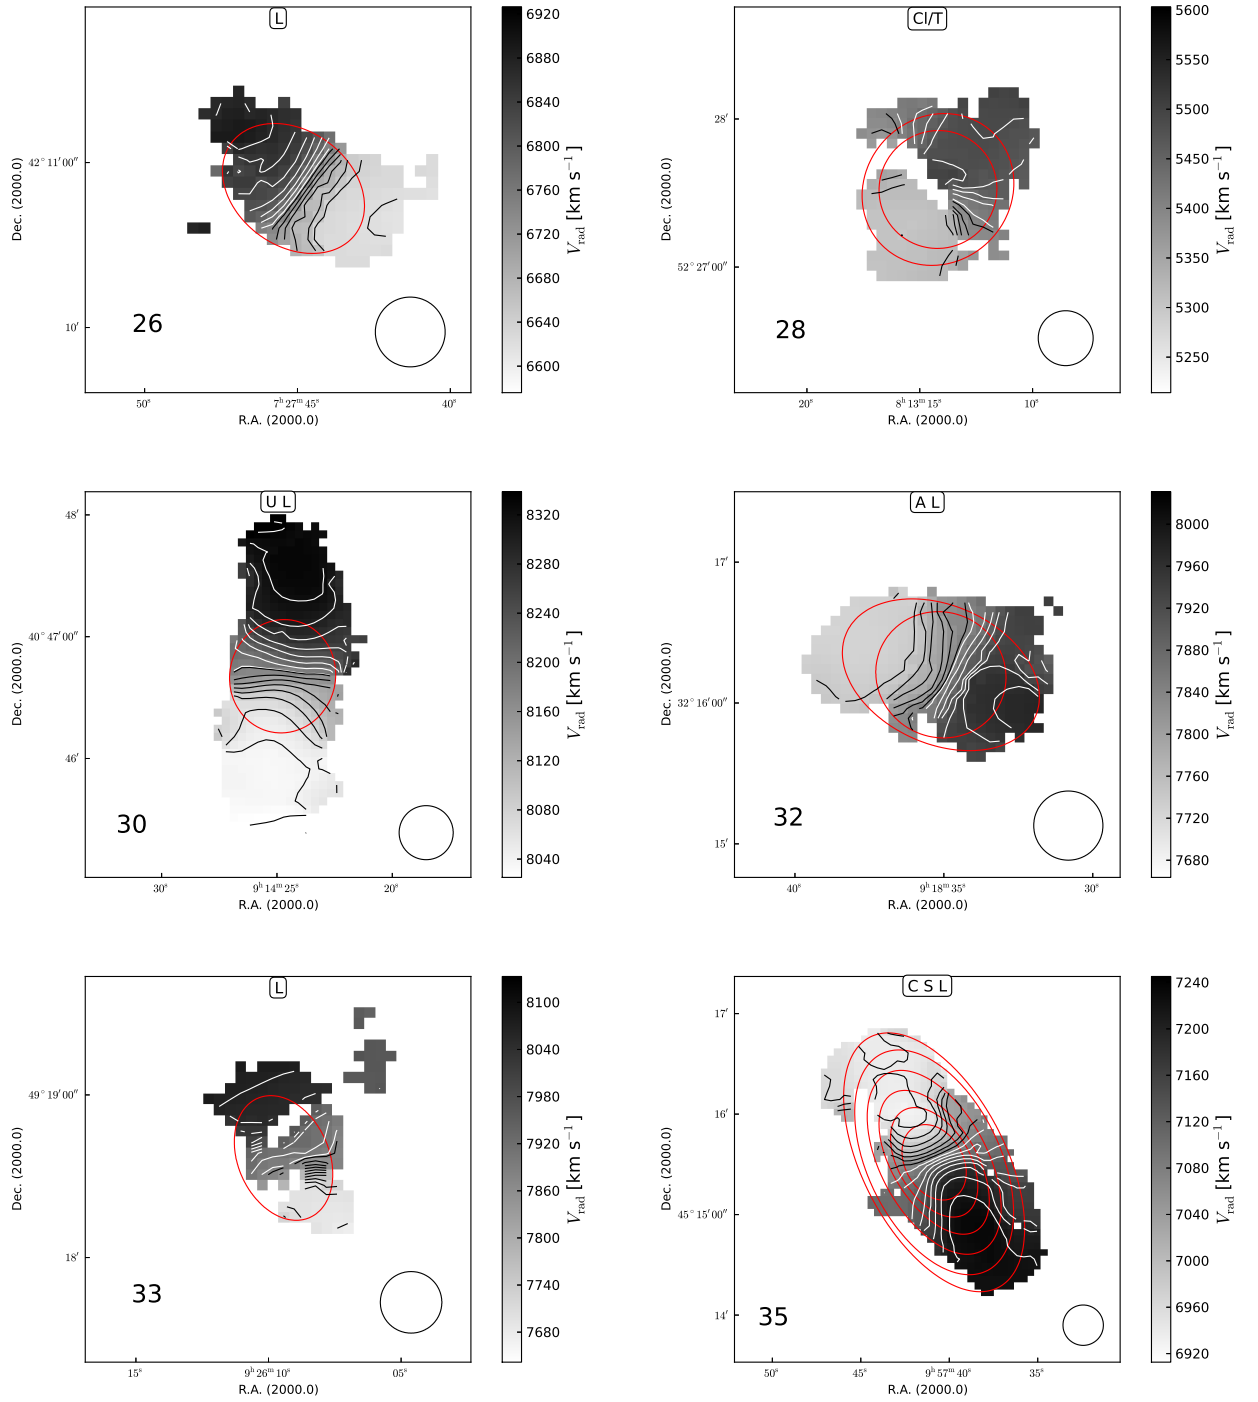 L
6920
6880
6840
6800
6760
6720
6680
6640
6600
V_rad [km s⁻¹]
Dec. (2000.0)
42°11′00″
10′
26
50ˢ
7ʰ27ᵐ45ˢ
40ˢ
R.A. (2000.0)
Cl/T
5600
5550
5500
5450
5400
5350
5300
5250
V_rad [km s⁻¹]
Dec. (2000.0)
28′
52°27′00″
28
20ˢ
8ʰ13ᵐ15ˢ
10ˢ
R.A. (2000.0)
U L
8320
8280
8240
8200
8160
8120
8080
8040
V_rad [km s⁻¹]
Dec. (2000.0)
48′
40°47′00″
46′
30
30ˢ
9ʰ14ᵐ25ˢ
20ˢ
R.A. (2000.0)
A L
8000
7960
7920
7880
7840
7800
7760
7720
7680
V_rad [km s⁻¹]
Dec. (2000.0)
17′
32°16′00″
15′
32
40ˢ
9ʰ18ᵐ35ˢ
30ˢ
R.A. (2000.0)
L
8100
8040
7980
7920
7860
7800
7740
7680
V_rad [km s⁻¹]
Dec. (2000.0)
49°19′00″
18′
33
15ˢ
9ʰ26ᵐ10ˢ
05ˢ
R.A. (2000.0)
C S L
7240
7200
7160
7120
7080
7040
7000
6960
6920
V_rad [km s⁻¹]
Dec. (2000.0)
17′
16′
45°15′00″
14′
35
50ˢ
45ˢ
9ʰ57ᵐ40ˢ
35ˢ
R.A. (2000.0)